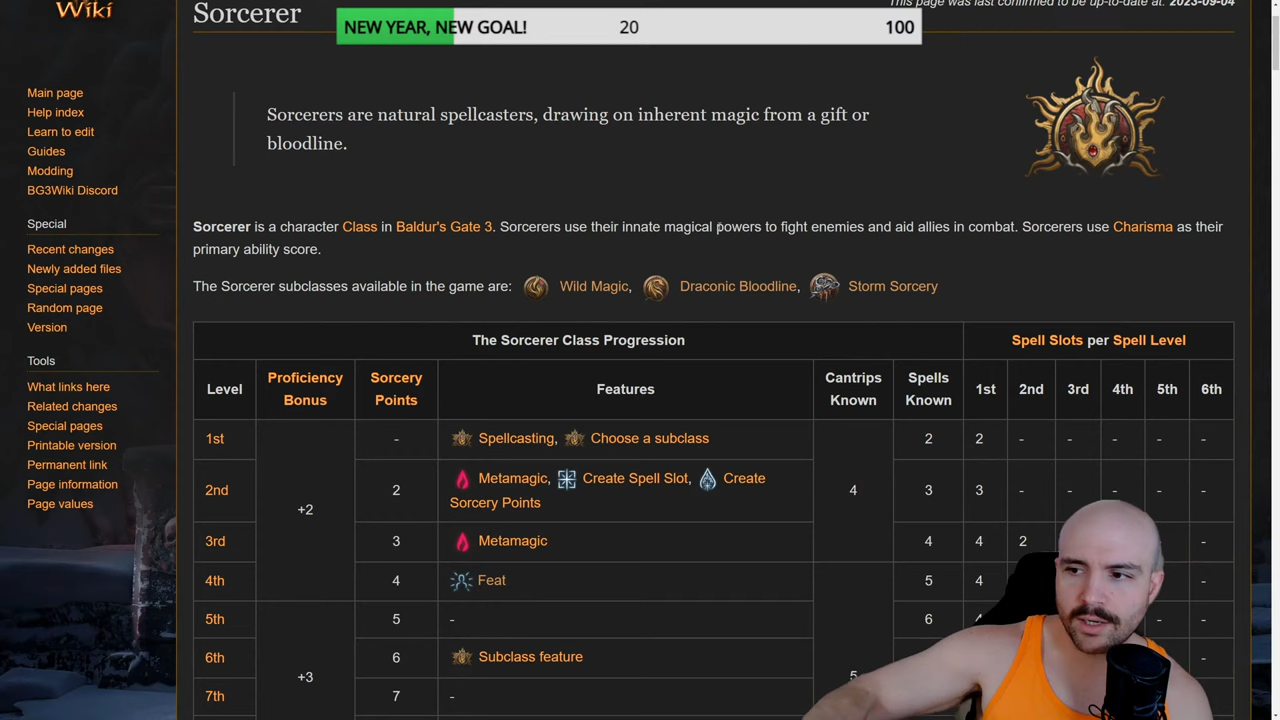 Wiki
Sorcerer
This page was last confirmed to be up-to-date at: 2023-09-04
NEW YEAR, NEW GOAL! 20 100
Main page
Help index
Learn to edit
Guides
Modding
BG3Wiki Discord
Special
Recent changes
Newly added files
Special pages
Random page
Version
Tools
What links here
Related changes
Special pages
Printable version
Permanent link
Page information
Page values
Sorcerers are natural spellcasters, drawing on inherent magic from a gift or
bloodline.
Sorcerer is a character Class in Baldur's Gate 3. Sorcerers use their innate magical powers to fight enemies and aid allies in combat. Sorcerers use Charisma as their
primary ability score.
The Sorcerer subclasses available in the game are: Wild Magic, Draconic Bloodline, Storm Sorcery
The Sorcerer Class Progression Spell Slots per Spell Level
Level Proficiency Bonus Sorcery Points Features Cantrips Known Spells Known 1st 2nd 3rd 4th 5th 6th
1st - Spellcasting, Choose a subclass 2 2 - - - - -
2nd 2 Metamagic, Create Spell Slot, Create
Sorcery Points 4 3 3 - - - - -
+2
3rd 3 Metamagic 4 4 2 -
4th 4 Feat 5 4 -
5th 5 - 6 - -
6th 6 Subclass feature -
+3 5
7th 7 - -